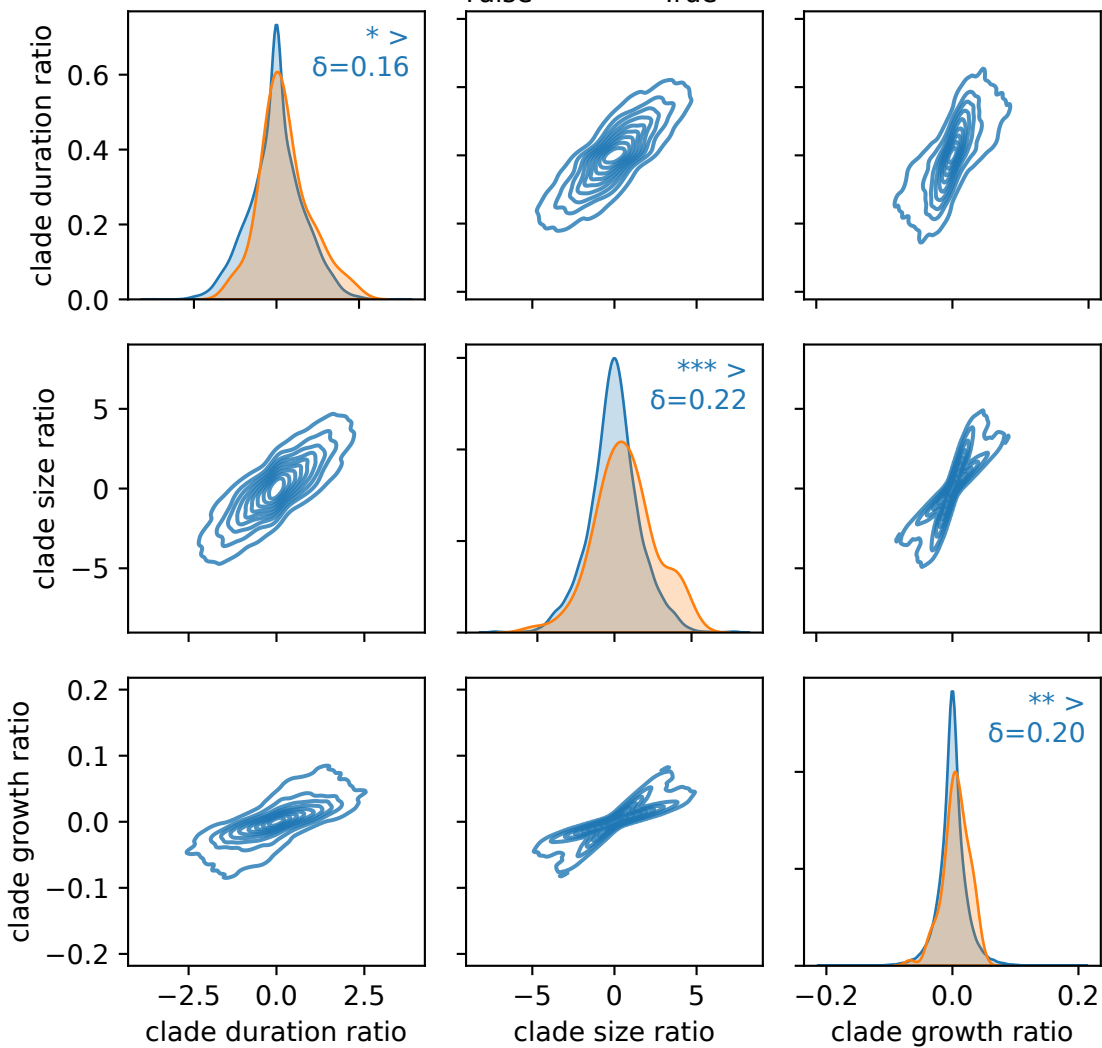 True
clade duration ratio
0.6
0.4
0.2
0.0
* >
δ=0.16
clade size ratio
5
0
−5
*** >
δ=0.22
clade growth ratio
0.2
0.1
0.0
−0.1
−0.2
** >
δ=0.20
−2.5 0.0 2.5
−5 0 5
−0.2 0.0 0.2
clade duration ratio
clade size ratio
clade growth ratio